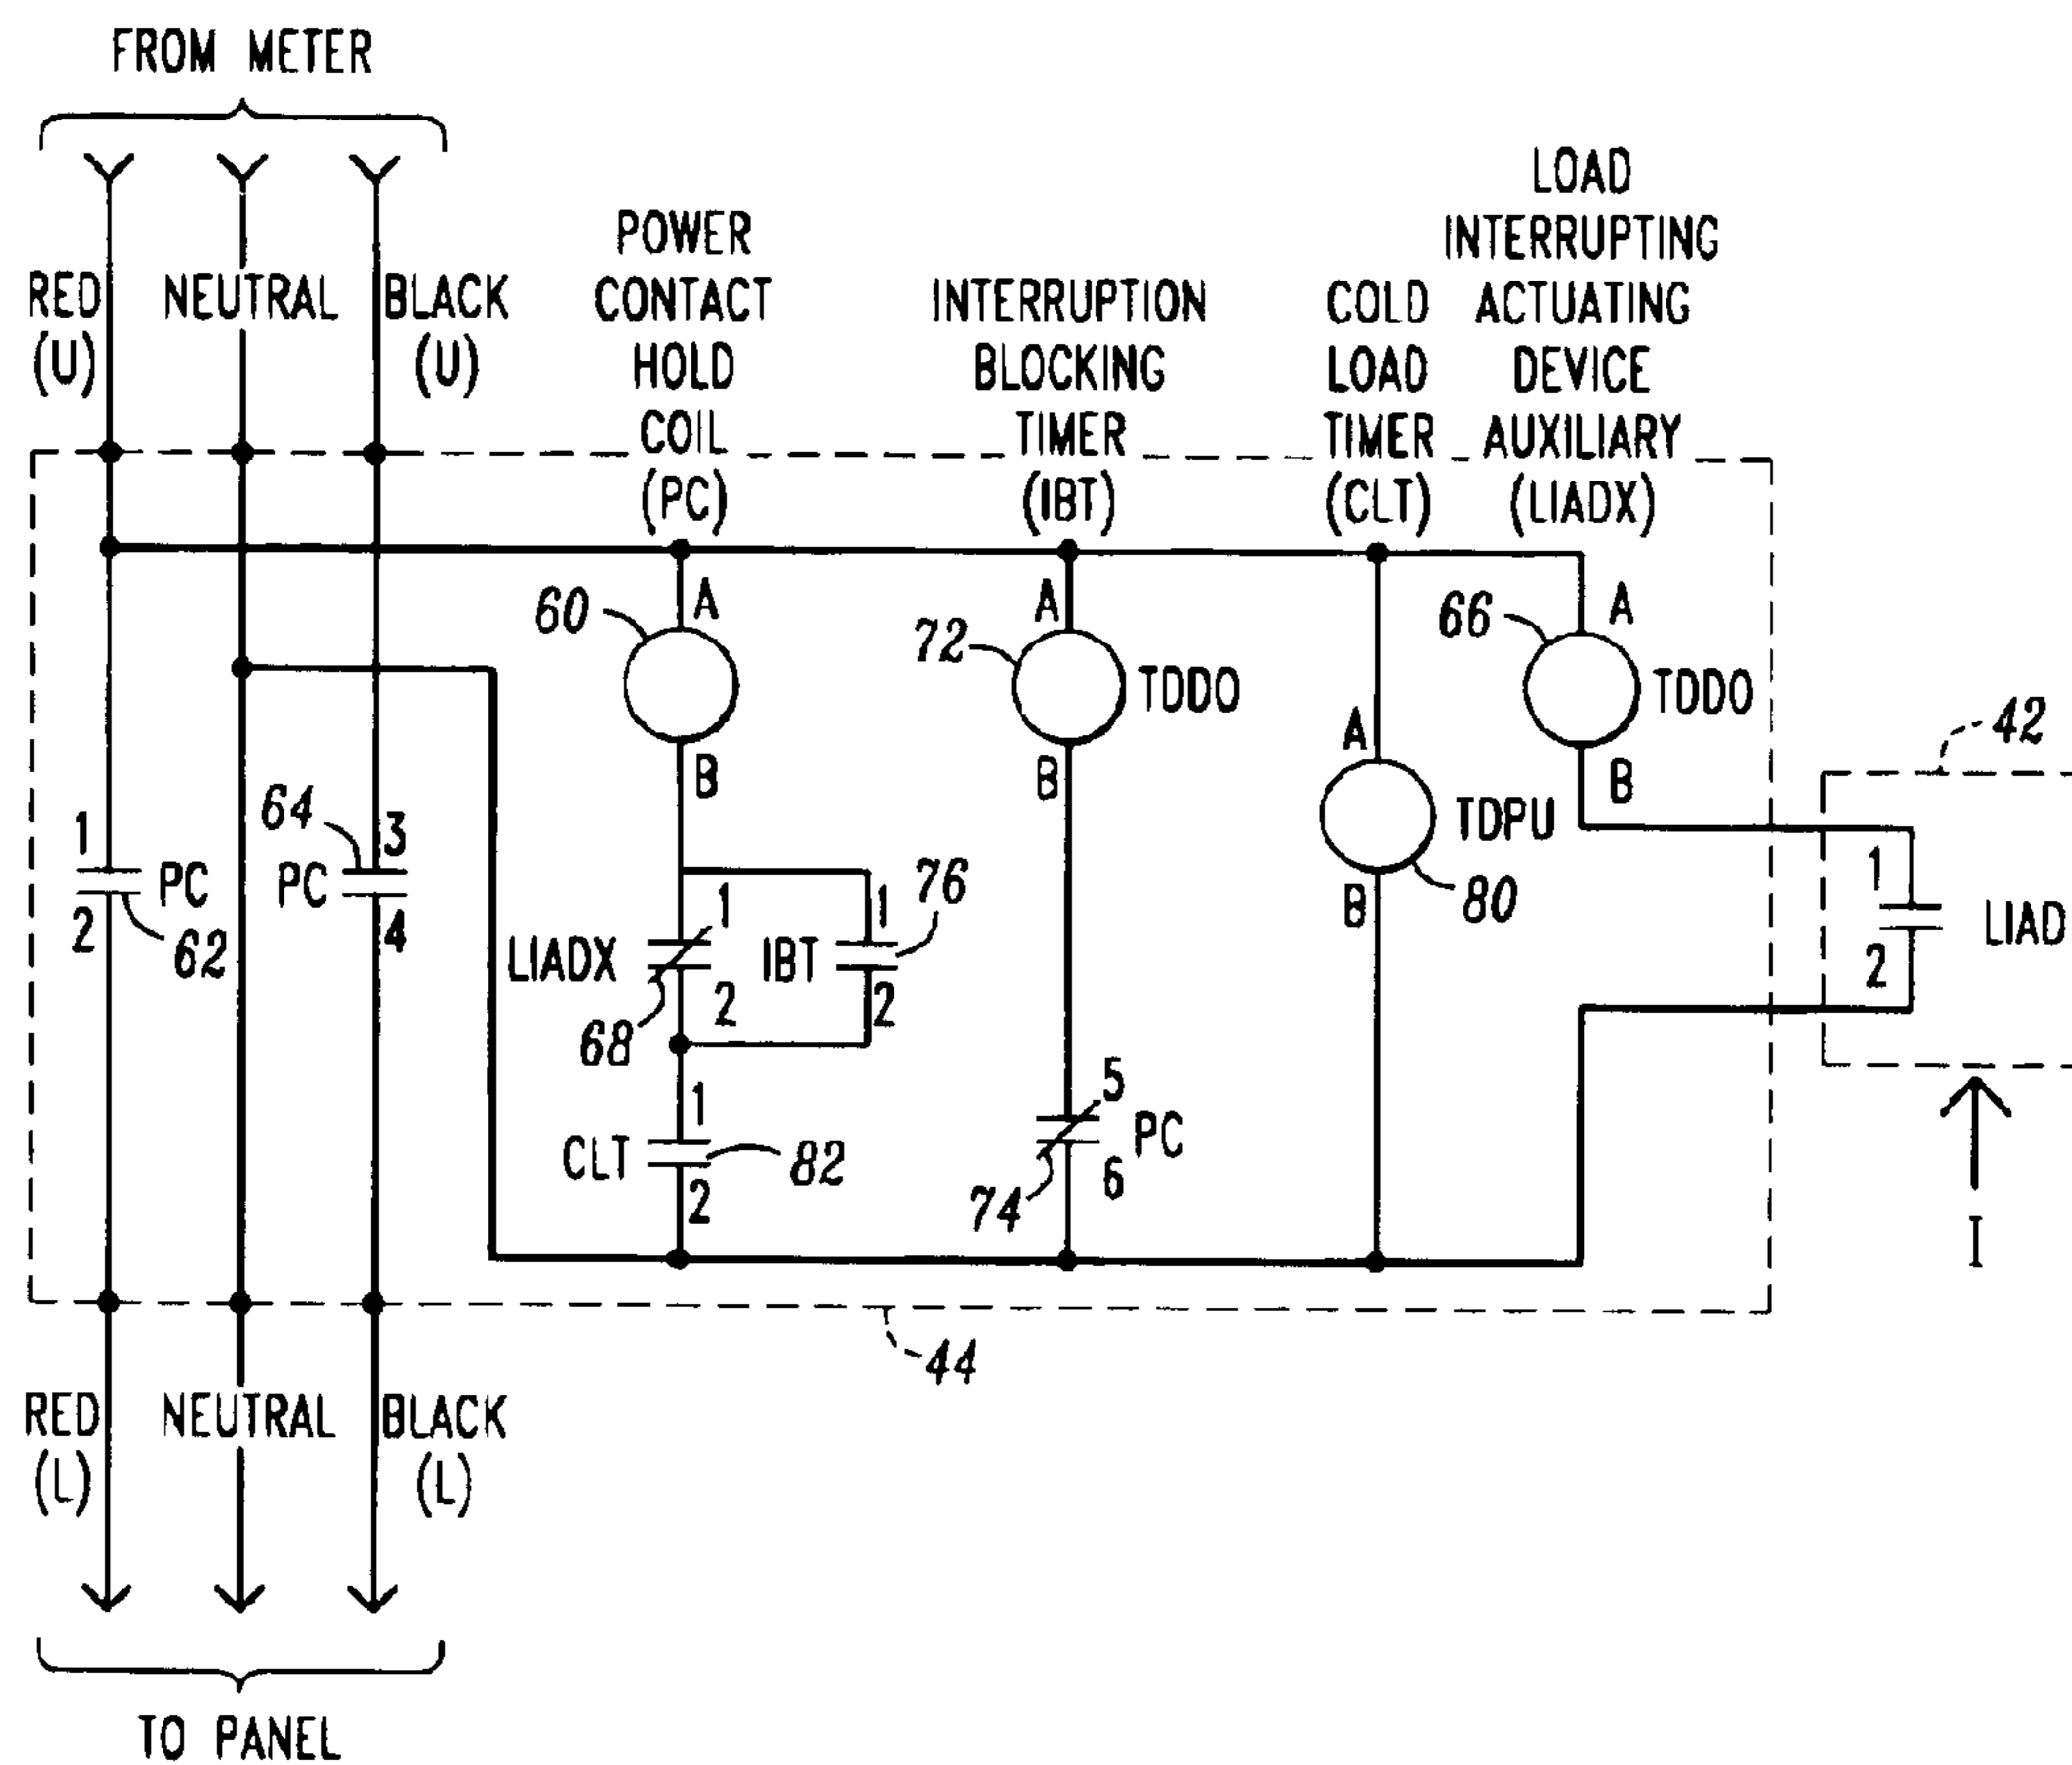 FROM METER
RED
(U)
NEUTRAL
BLACK
(U)
POWER
CONTACT
HOLD
COIL
(PC)
INTERRUPTION
BLOCKING
TIMER
(IBT)
COLD
LOAD
TIMER
(CLT)
LOAD
INTERRUPTING
ACTUATING
DEVICE
AUXILIARY
(LIADX)
60
A
B
72
A
TDDO
B
A
TDPU
B
80
66
A
TDDO
B
42
1
2
LIAD
I
1
PC
2
62
64
3
PC
4
LIADX
1
2
68
IBT
1
2
76
CLT
1
2
82
5
PC
6
74
44
RED
(L)
NEUTRAL
BLACK
(L)
TO PANEL